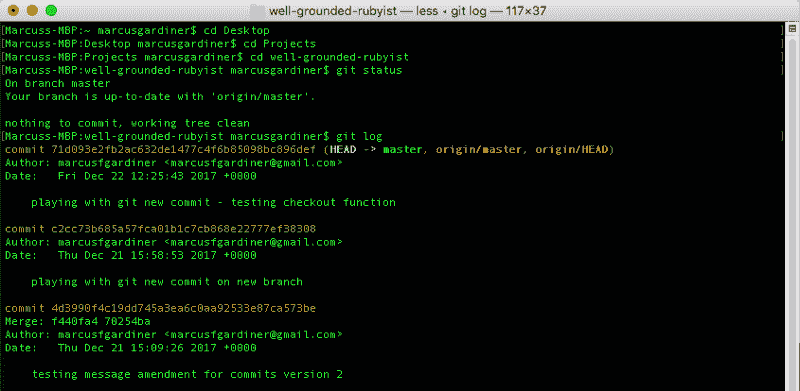 well-grounded-rubyist — less • git log — 117×37
[Marcuss-MBP:~ marcusgardiner$ cd Desktop ]
[Marcuss-MBP:Desktop marcusgardiner$ cd Projects ]
[Marcuss-MBP:Projects marcusgardiner$ cd well-grounded-rubyist ]
[Marcuss-MBP:well-grounded-rubyist marcusgardiner$ git status ]
On branch master
Your branch is up-to-date with 'origin/master'.
nothing to commit, working tree clean
[Marcuss-MBP:well-grounded-rubyist marcusgardiner$ git log ]
commit 71d093e2fb2ac632de1477c4f6b85098bc896def (HEAD -> master, origin/master, origin/HEAD)
Author: marcusfgardiner <marcusfgardiner@gmail.com>
Date:   Fri Dec 22 12:25:43 2017 +0000
    playing with git new commit - testing checkout function
commit c2cc73b685a57fca01b1c7cb868e22777ef38308
Author: marcusfgardiner <marcusfgardiner@gmail.com>
Date:   Thu Dec 21 15:58:53 2017 +0000
    playing with git new commit on new branch
commit 4d3990f4c19dd745a3ea6c0aa92533e87ca573be
Merge: f440fa4 70254ba
Author: marcusfgardiner <marcusfgardiner@gmail.com>
Date:   Thu Dec 21 15:09:26 2017 +0000
    testing message amendment for commits version 2